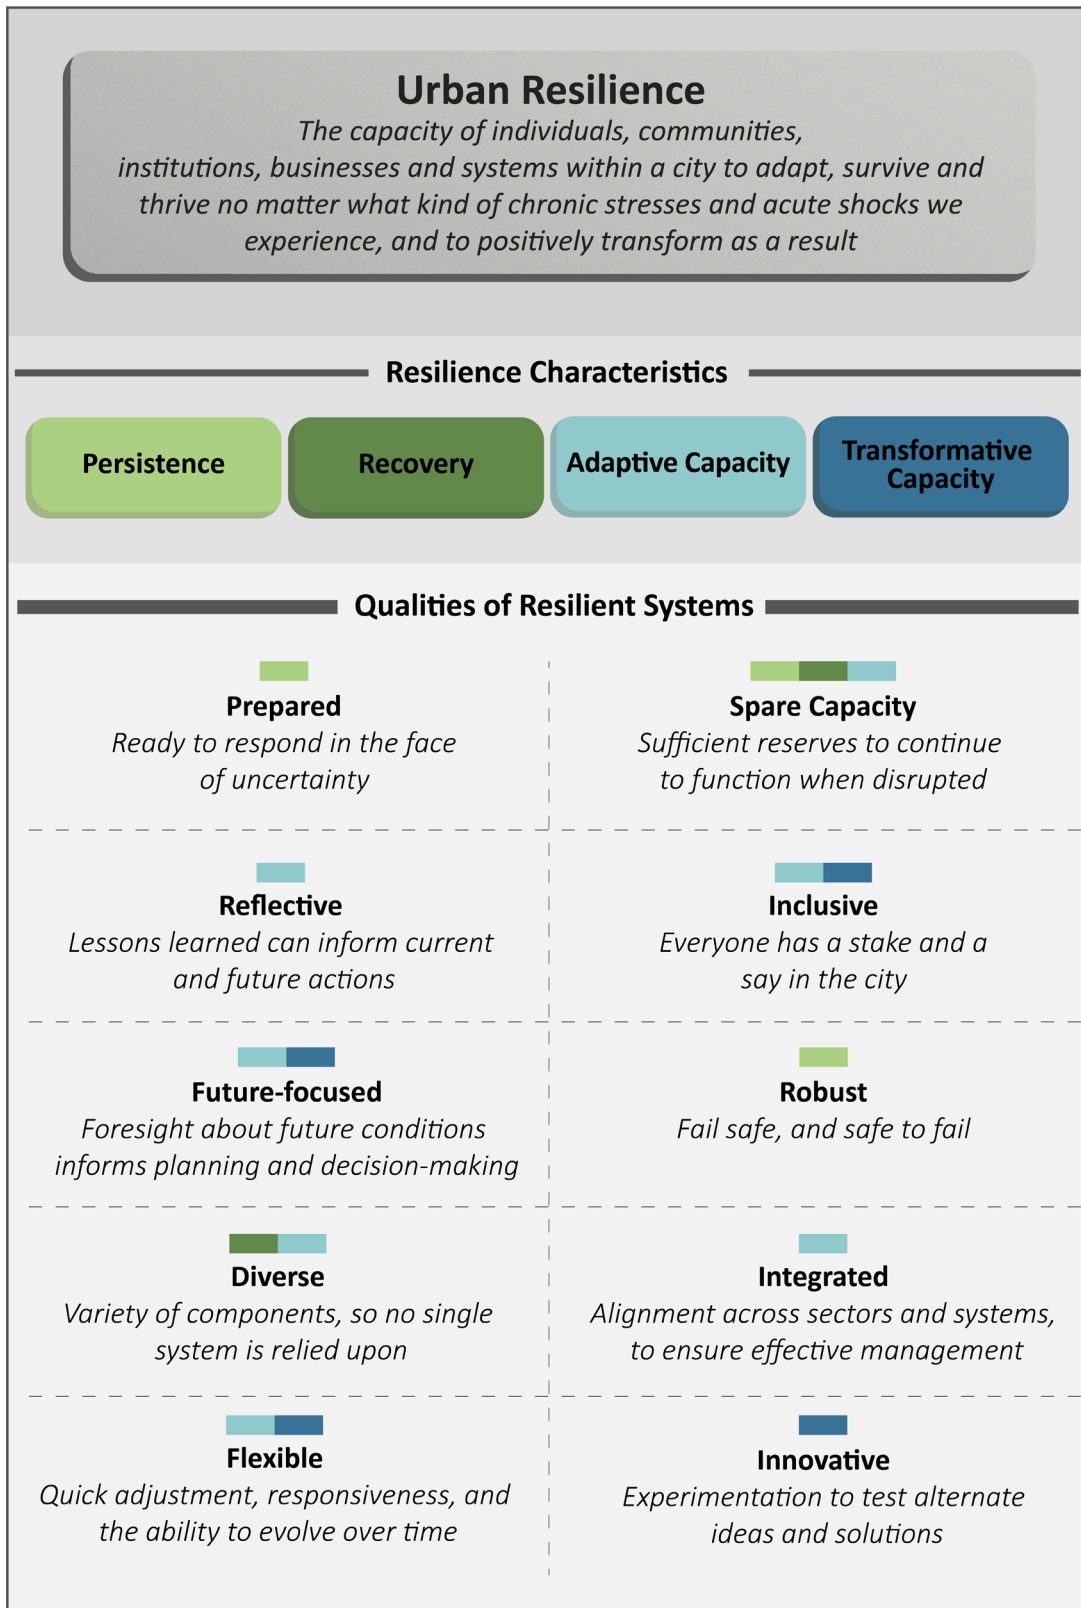 Urban Resilience
The capacity of individuals, communities,
institutions, businesses and systems within a city to adapt, survive and
thrive no matter what kind of chronic stresses and acute shocks we
experience, and to positively transform as a result
Resilience Characteristics
Persistence
Recovery
Adaptive Capacity
Transformative
Capacity
Qualities of Resilient Systems
Prepared
Ready to respond in the face
of uncertainty
Spare Capacity
Sufficient reserves to continue
to function when disrupted
Reflective
Lessons learned can inform current
and future actions
Inclusive
Everyone has a stake and a
say in the city
Future-focused
Foresight about future conditions
informs planning and decision-making
Robust
Fail safe, and safe to fail
Diverse
Variety of components, so no single
system is relied upon
Integrated
Alignment across sectors and systems,
to ensure effective management
Flexible
Quick adjustment, responsiveness, and
the ability to evolve over time
Innovative
Experimentation to test alternate
ideas and solutions